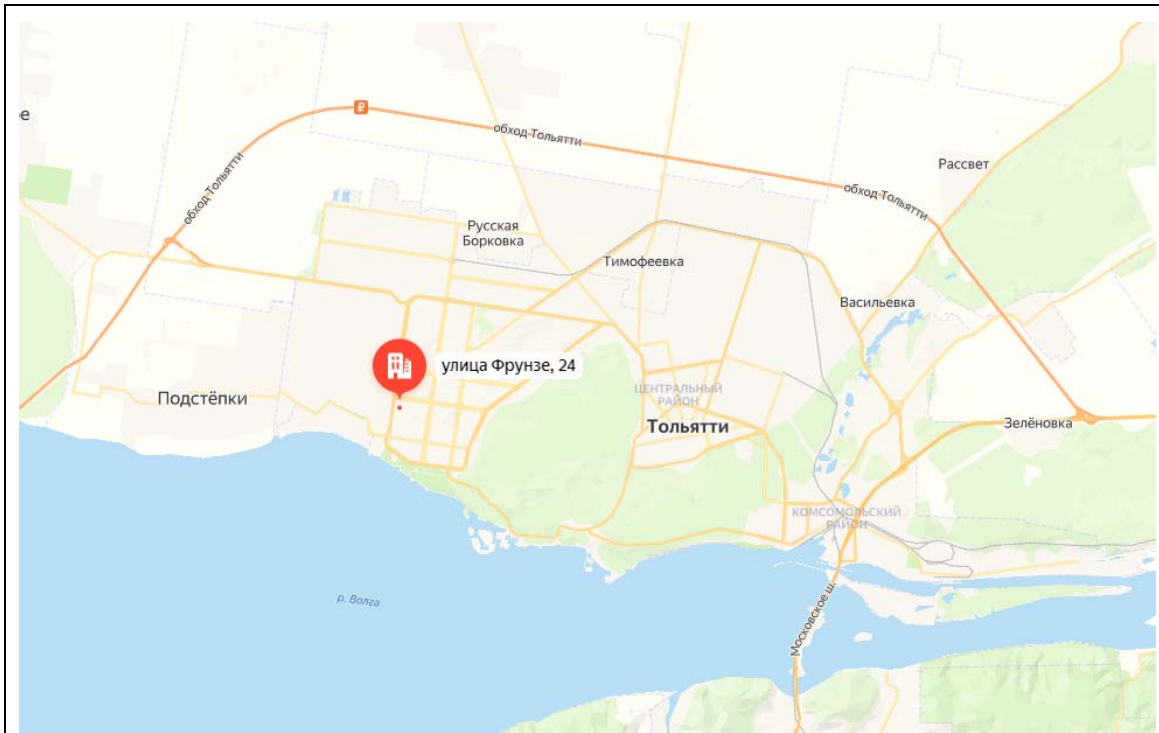 е
обход Тольятти
Рассвет
обход Тольятти
обход Тольятти
Русская
Борковка
Тимофеевка
Васильевка
улица Фрунзе, 24
Подстёпки
ЦЕНТРАЛЬНЫЙ
РАЙОН
Тольятти
Зелёновка
КОМСОМОЛЬСКИЙ
РАЙОН
р. Волга
Московское ш.